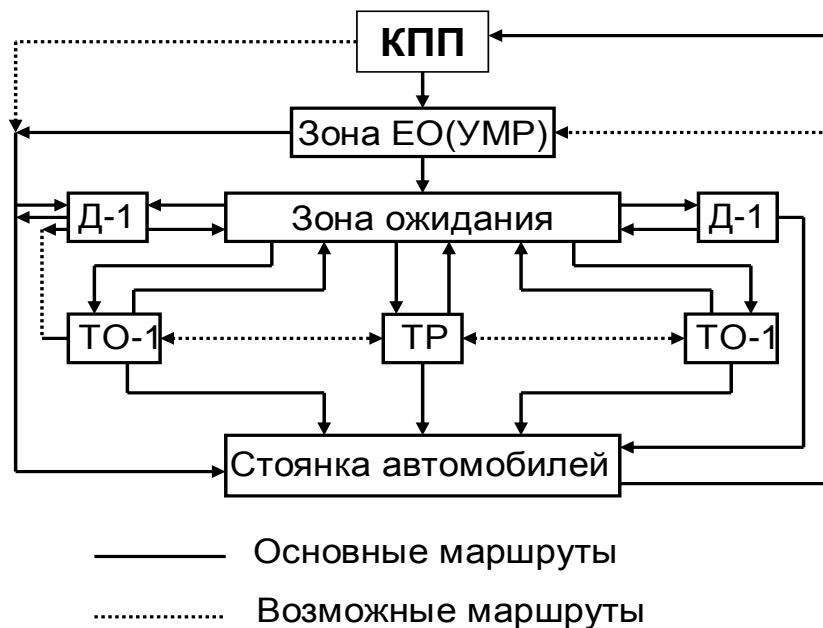 КПП
Зона ЕО(УМР)
Д-1
Зона ожидания
Д-1
ТО-1
ТР
ТО-1
Стоянка автомобилей
Основные маршруты
Возможные маршруты